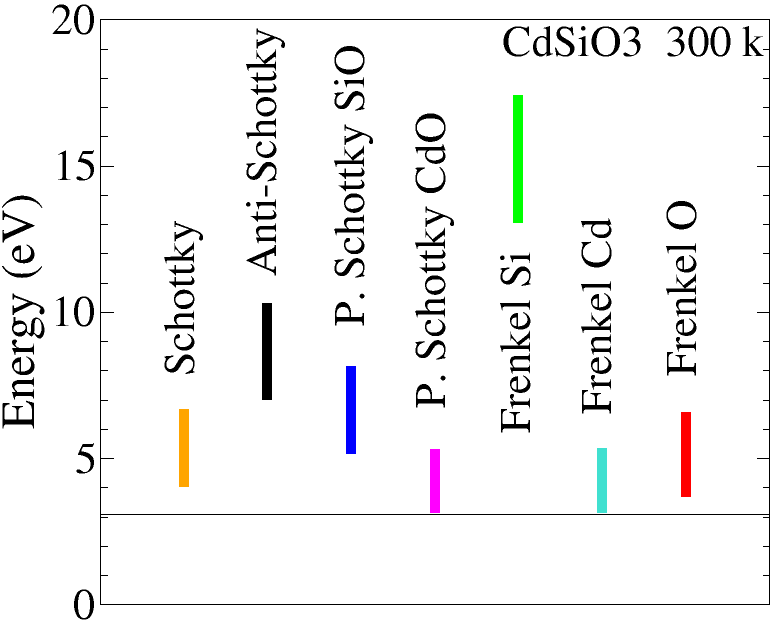 20
15
10
5
0
Energy (eV)
CdSiO3  300 k
Schottky
Anti-Schottky
P. Schottky SiO
P. Schottky CdO
Frenkel Si
Frenkel Cd
Frenkel O